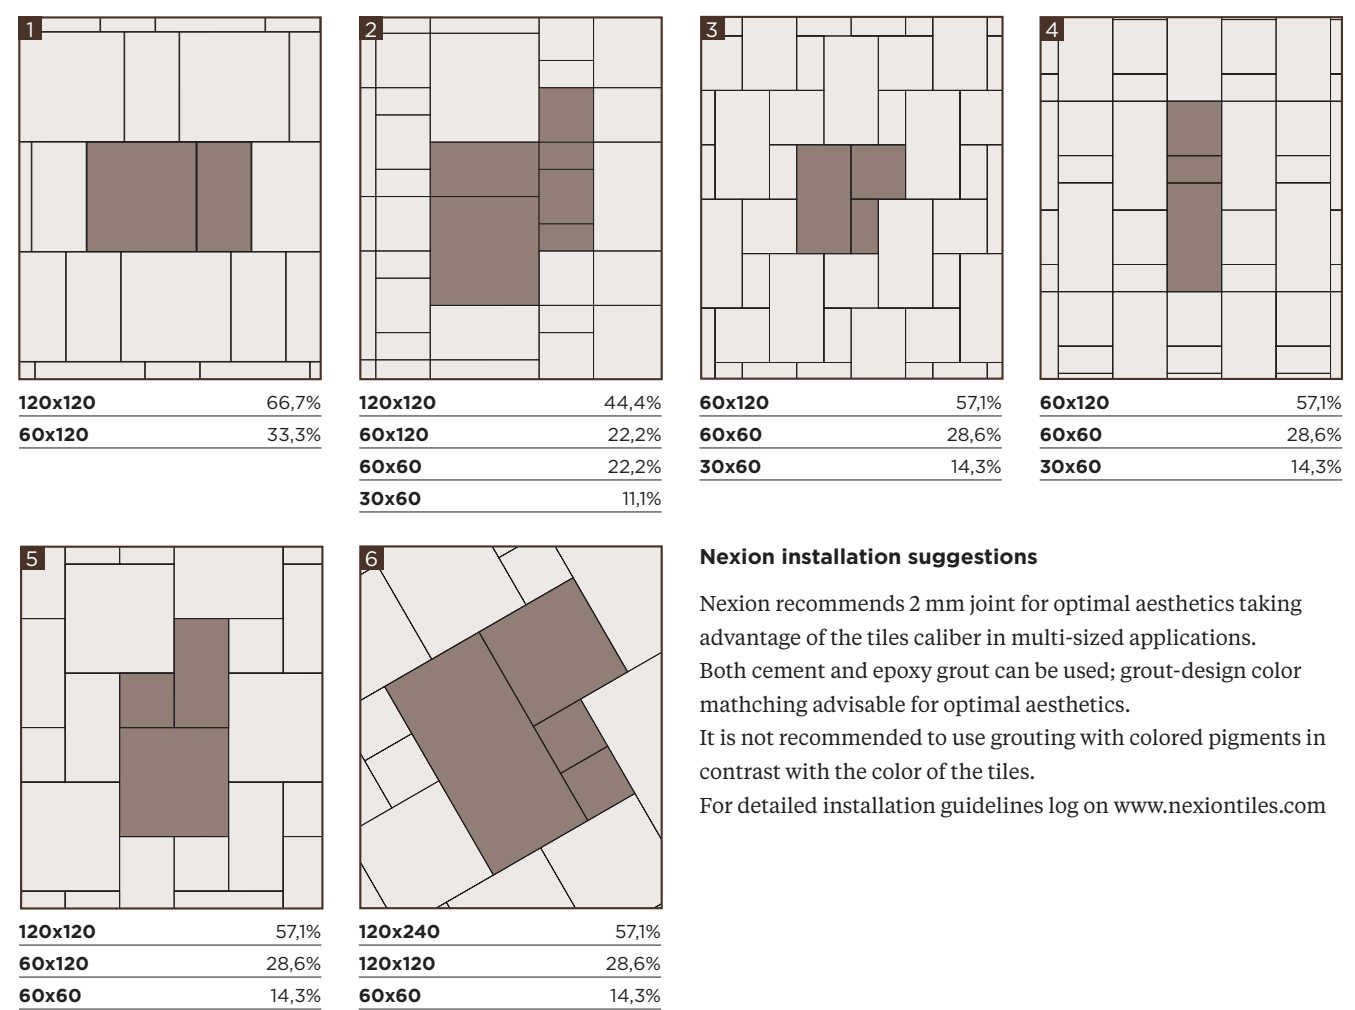 1
2
3
4
120x120 66,7%
60x120 33,3%
120x120 44,4%
60x120 22,2%
60x60 22,2%
30x60 11,1%
60x120 57,1%
60x60 28,6%
30x60 14,3%
60x120 57,1%
60x60 28,6%
30x60 14,3%
5
6
120x120 57,1%
60x120 28,6%
60x60 14,3%
120x240 57,1%
120x120 28,6%
60x60 14,3%
Nexion installation suggestions
Nexion recommends 2 mm joint for optimal aesthetics taking
advantage of the tiles caliber in multi-sized applications.
Both cement and epoxy grout can be used; grout-design color
mathching advisable for optimal aesthetics.
It is not recommended to use grouting with colored pigments in
contrast with the color of the tiles.
For detailed installation guidelines log on www.nexiontiles.com